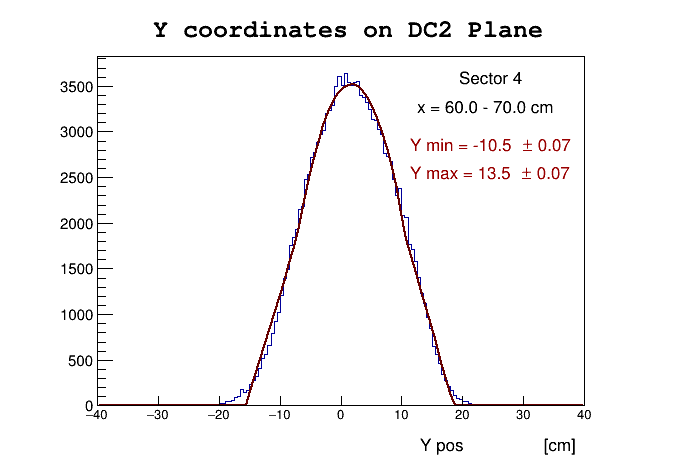 Y coordinates on DC2 Plane
Sector 4
x = 60.0 - 70.0 cm
Y min = -10.5 ± 0.07
Y max = 13.5 ± 0.07
3500
3000
2500
2000
1500
1000
500
0
−40 −30 −20 −10 0 10 20 30 40
Y pos [cm]